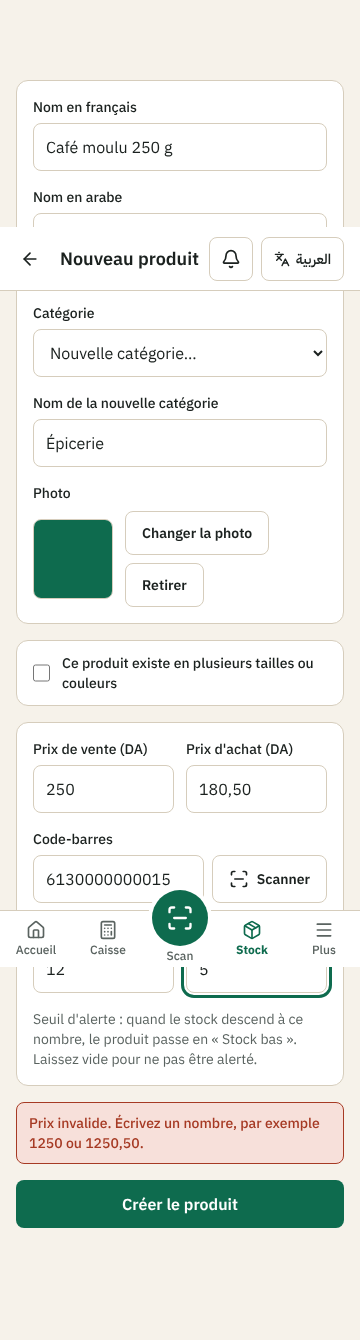 Nom en français
Café moulu 250 g
Nom en arabe
Nouveau produit
العربية
Catégorie
Nouvelle catégorie...
Nom de la nouvelle catégorie
Épicerie
Photo
Changer la photo
Retirer
Ce produit existe en plusieurs tailles ou
couleurs
Prix de vente (DA) Prix d'achat (DA)
250 180,50
Code-barres
6130000000015 Scanner
Accueil Caisse Scan Stock Plus
12 5
Seuil d'alerte : quand le stock descend à ce
nombre, le produit passe en « Stock bas ».
Laissez vide pour ne pas être alerté.
Prix invalide. Écrivez un nombre, par exemple
1250 ou 1250,50.
Créer le produit